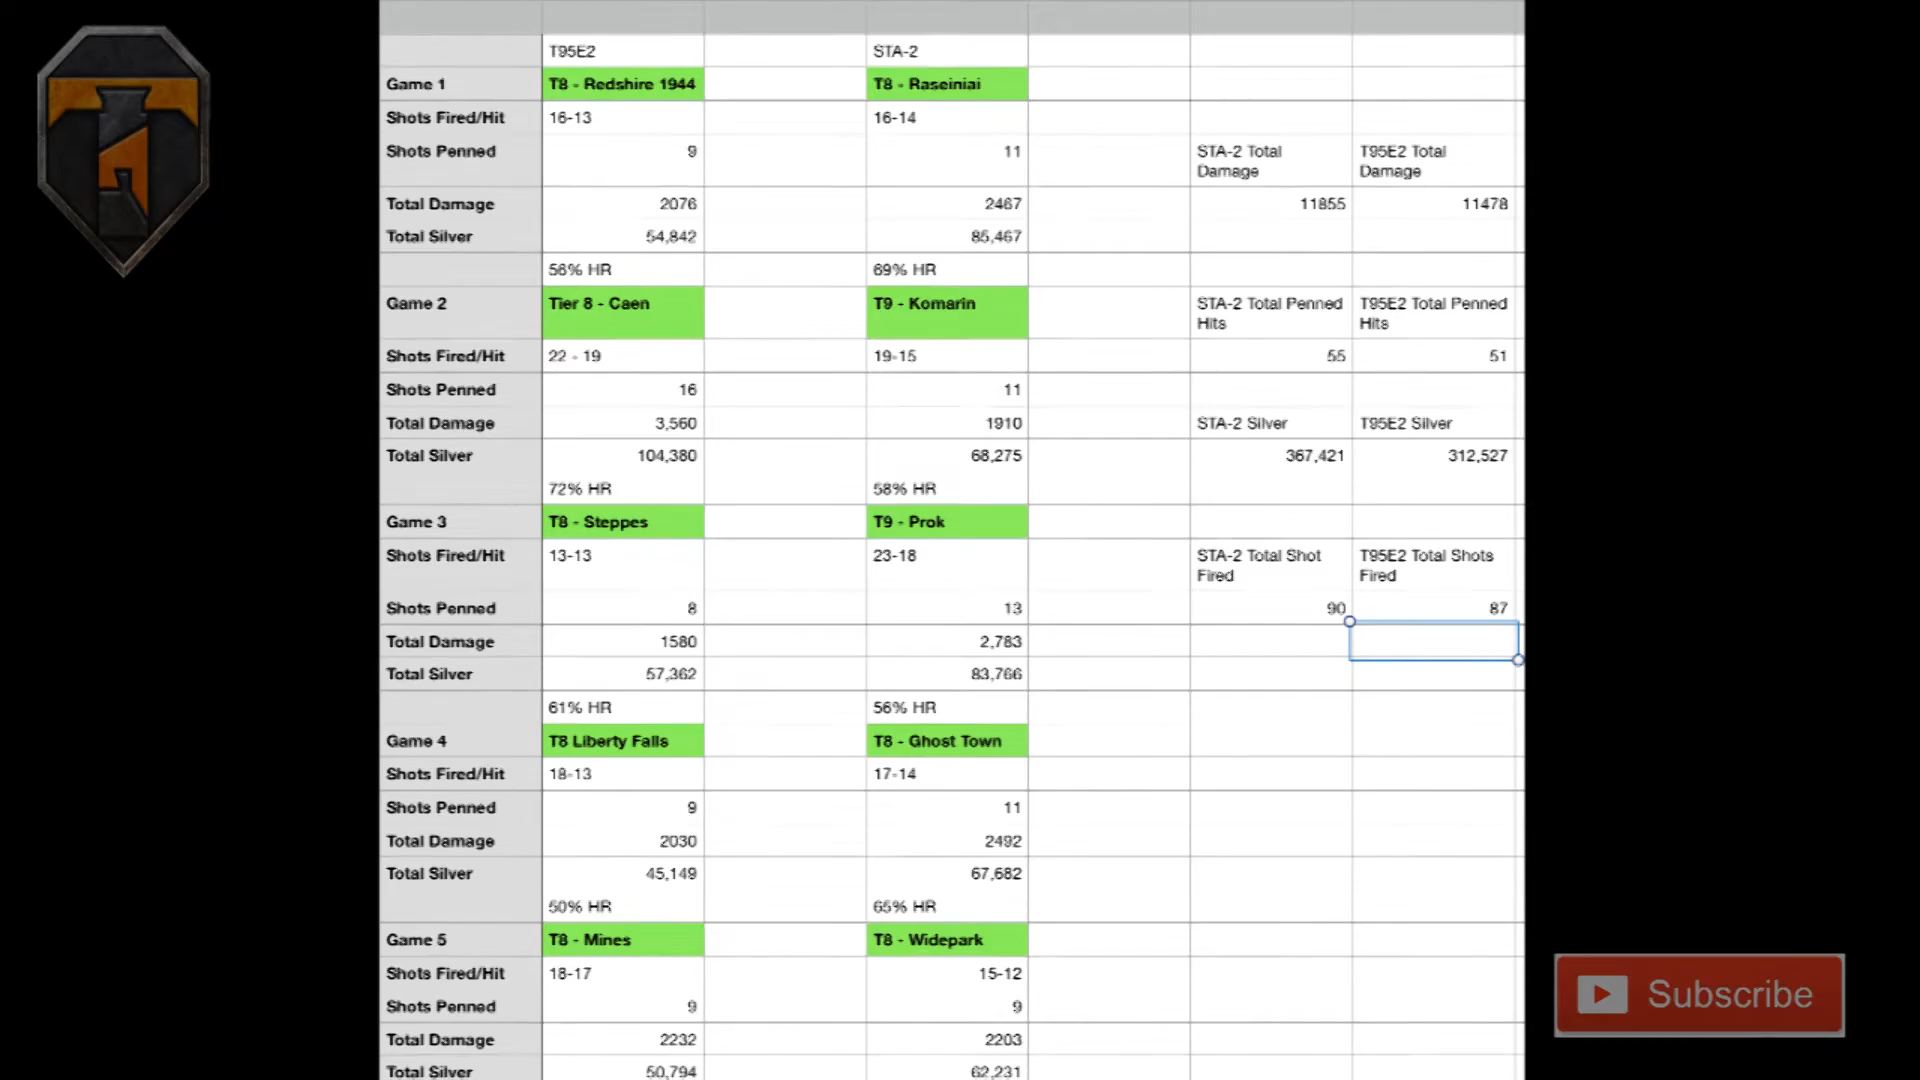 T95E2 STA-2
Game 1 T8 - Redshire 1944 T8 - Raseiniai
Shots Fired/Hit 16-13 16-14
Shots Penned 9 11 STA-2 Total Damage T95E2 Total Damage
Total Damage 2076 2467 11855 11478
Total Silver 54,842 85,467
56% HR 69% HR
Game 2 Tier 8 - Caen T9 - Komarin STA-2 Total Penned Hits T95E2 Total Penned Hits
Shots Fired/Hit 22 - 19 19-15 55 51
Shots Penned 16 11
Total Damage 3,560 1910 STA-2 Silver T95E2 Silver
Total Silver 104,380 68,275 367,421 312,527
72% HR 58% HR
Game 3 T8 - Steppes T9 - Prok
Shots Fired/Hit 13-13 23-18 STA-2 Total Shot Fired T95E2 Total Shots Fired
Shots Penned 8 13 90 87
Total Damage 1580 2,783
Total Silver 57,362 83,766
61% HR 56% HR
Game 4 T8 Liberty Falls T8 - Ghost Town
Shots Fired/Hit 18-13 17-14
Shots Penned 9 11
Total Damage 2030 2492
Total Silver 45,149 67,682
50% HR 65% HR
Game 5 T8 - Mines T8 - Widepark
Shots Fired/Hit 18-17 15-12
Shots Penned 9 9
Total Damage 2232 2203
Total Silver 50,794 62,231
Subscribe